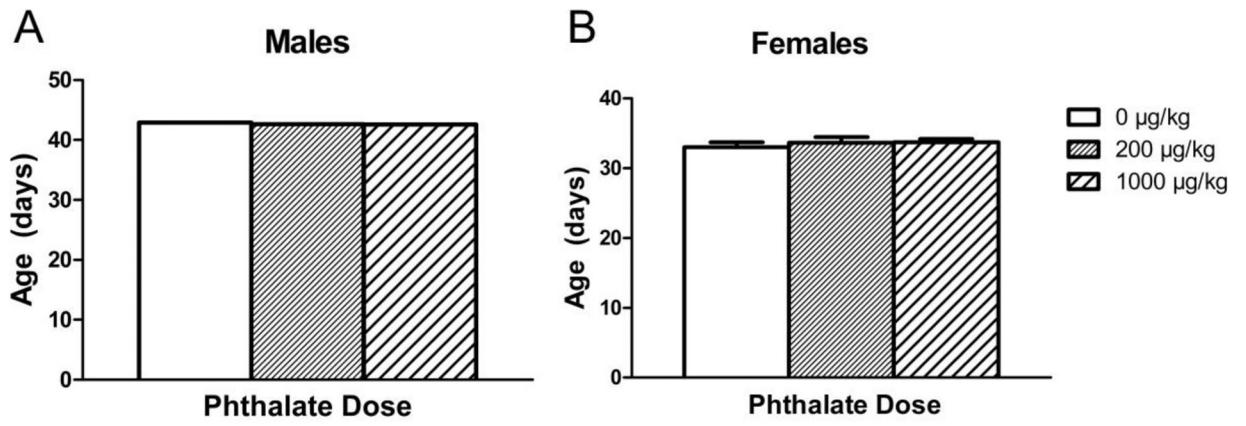 A
Males
50
40
30
20
10
0
Age (days)
Phthalate Dose
B
Females
40
30
20
10
0
Age (days)
Phthalate Dose
0 µg/kg
200 µg/kg
1000 µg/kg